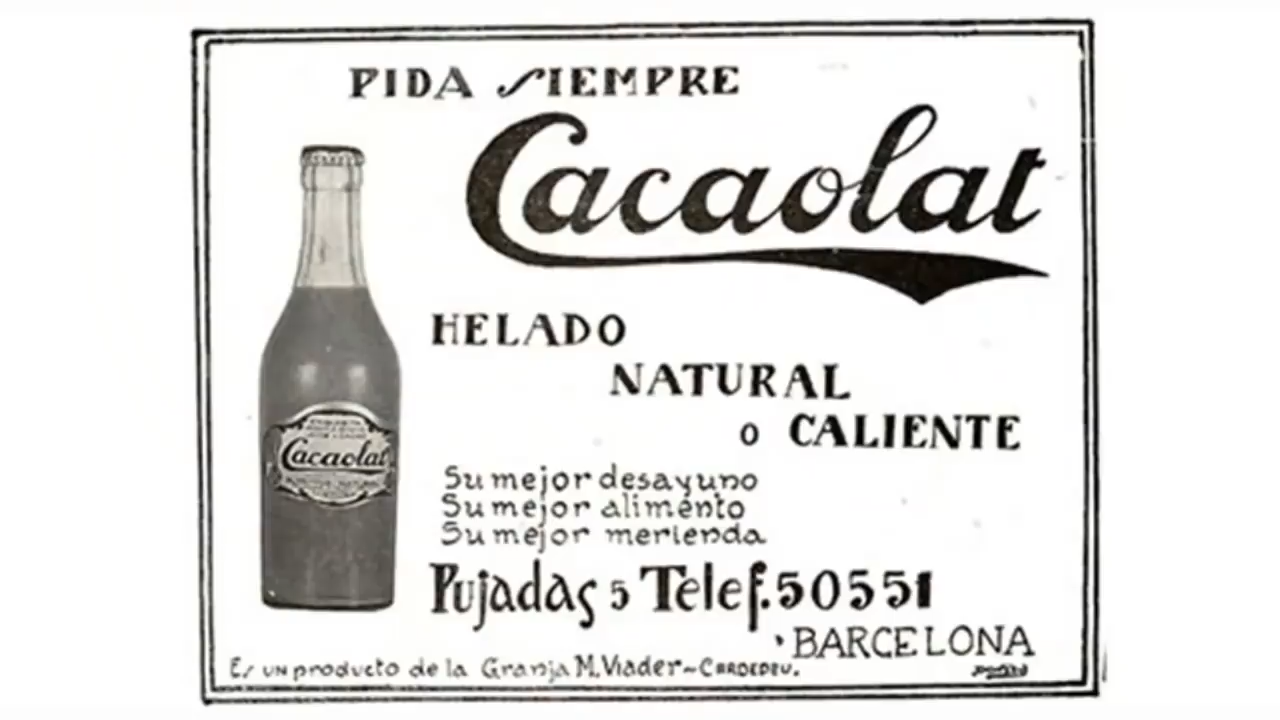 PIDA SIEMPRE
Cacaolat
HELADO
NATURAL
o CALIENTE
Su mejor desayuno
Su mejor alimento
Su mejor merienda
Pujadas 5 Telef. 50551
BARCELONA
Es un producto de la Granja M. Viader-CARDEDEU.
Cacaolat